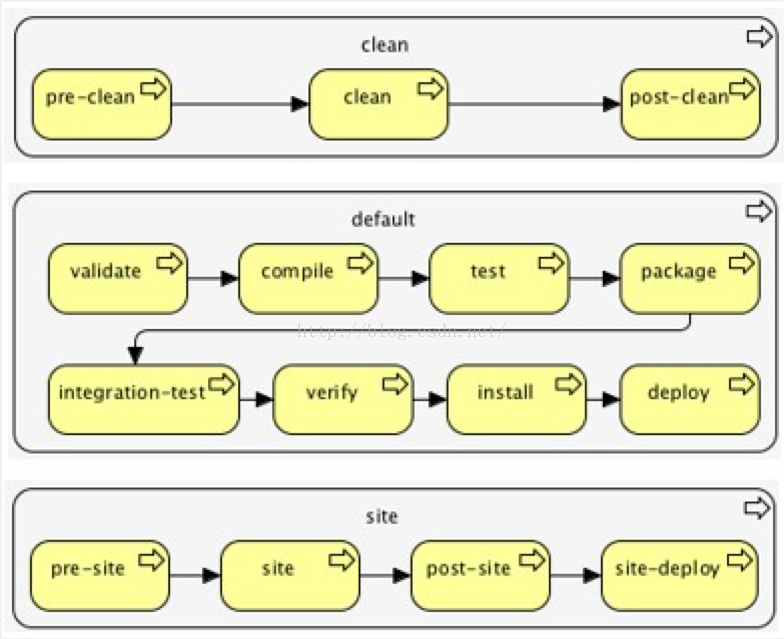 clean
pre-clean clean post-clean
default
validate compile test package
http://blog.csdn.net/
integration-test verify install deploy
site
pre-site site post-site site-deploy